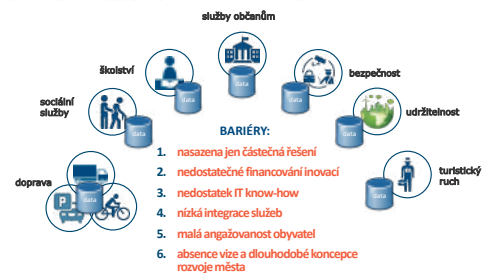 služby občanům
školství
bezpečnost
data
data
data
sociální
služby
data
data
udržitelnost
BARIÉRY:
1. nasazena jen částečná řešení
2. nedostatečné financování inovací
3. nedostatek IT know-how
4. nízká integrace služeb
5. malá angažovanost obyvatel
6. absence vize a dlouhodobé koncepce
rozvoje města
doprava
P
data
turistický
ruch
data